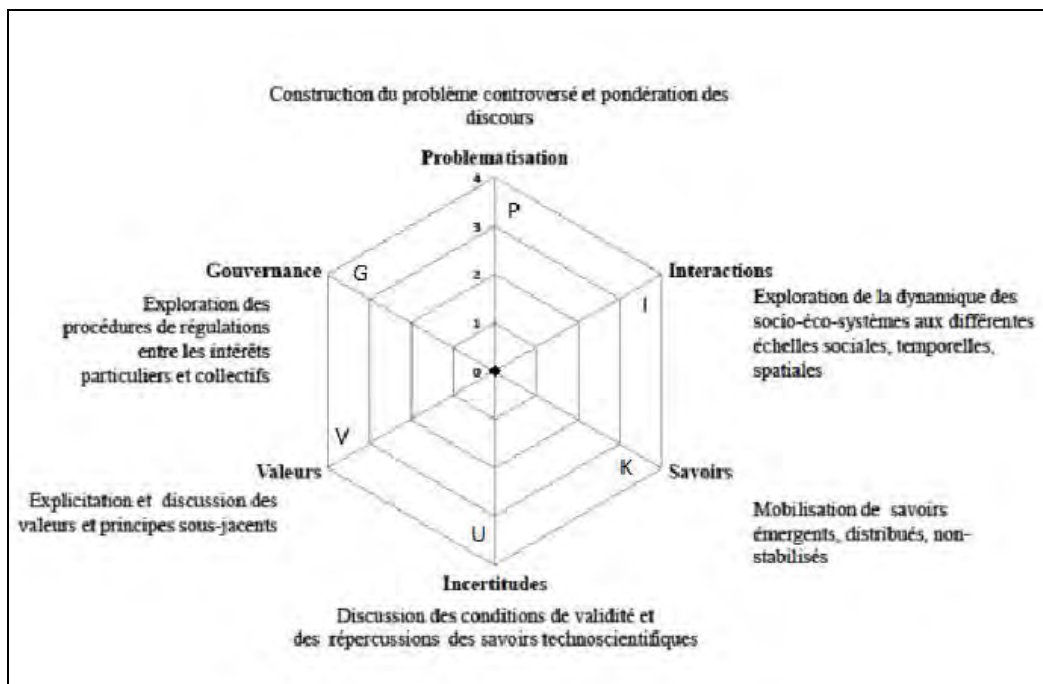 Construction du problème controversé et pondération des
discours
Problematisation
4
P
3
2
1
0
Gouvernance
G
Exploration des
procédures de régulations
entre les intérêts
particuliers et collectifs
Interactions
I
Exploration de la dynamique des
socio-éco-systèmes aux différentes
échelles sociales, temporelles,
spatiales
V
Valeurs
Explicitation et discussion des
valeurs et principes sous-jacents
K
Savoirs
Mobilisation de savoirs
émergents, distribués, non-
stabilisés
U
Incertitudes
Discussion des conditions de validité et
des répercussions des savoirs technoscientifiques